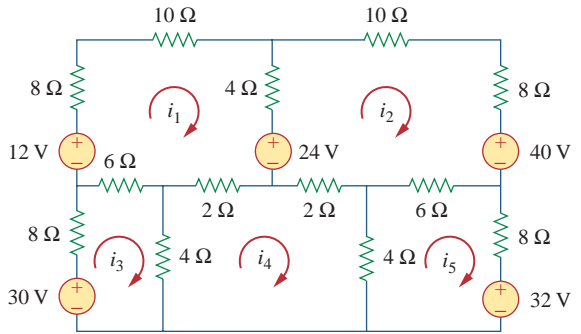 10 Ω 10 Ω
8 Ω 4 Ω 8 Ω
i1 i2
12 V 24 V 40 V
6 Ω
2 Ω 2 Ω 6 Ω
8 Ω 8 Ω
i3 4 Ω i4 4 Ω i5
30 V 32 V